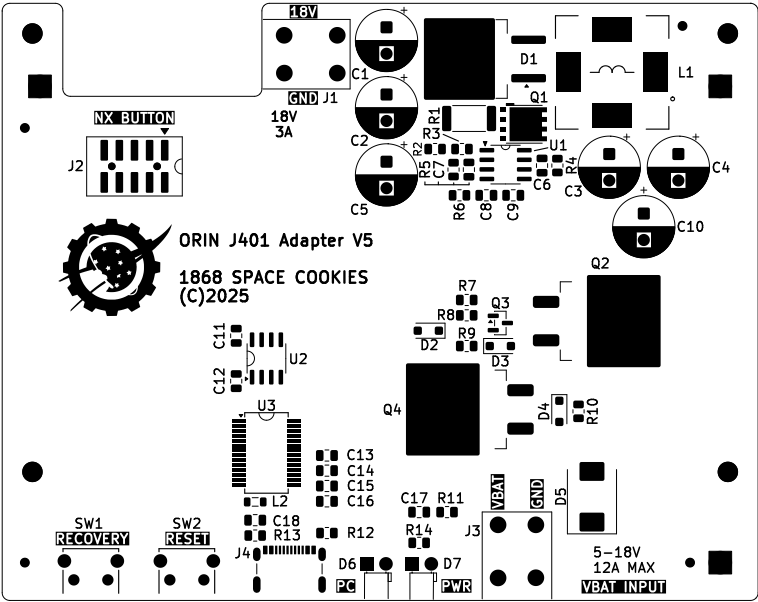 18V
C1
D1
L1
GND J1
Q1
NX BUTTON
18V
3A
R1
C2
R3
U1
J2
R2
R5
C7
C6
R4
C3
C4
C5
R6
C8
C9
C10
ORIN J401 Adapter V5
Q2
1868 SPACE COOKIES
(C)2025
R7
Q3
R8
C11
R9
D2
D3
U2
C12
Q4
D4
R10
U3
C13
C14
C15
VBAT
GND
D5
L2
C16
C17
R11
SW1
SW2
C18
RECOVERY
RESET
R13
R12
R14
J3
J4
5-18V
D6
D7
12A MAX
PC
PWR
VBAT INPUT